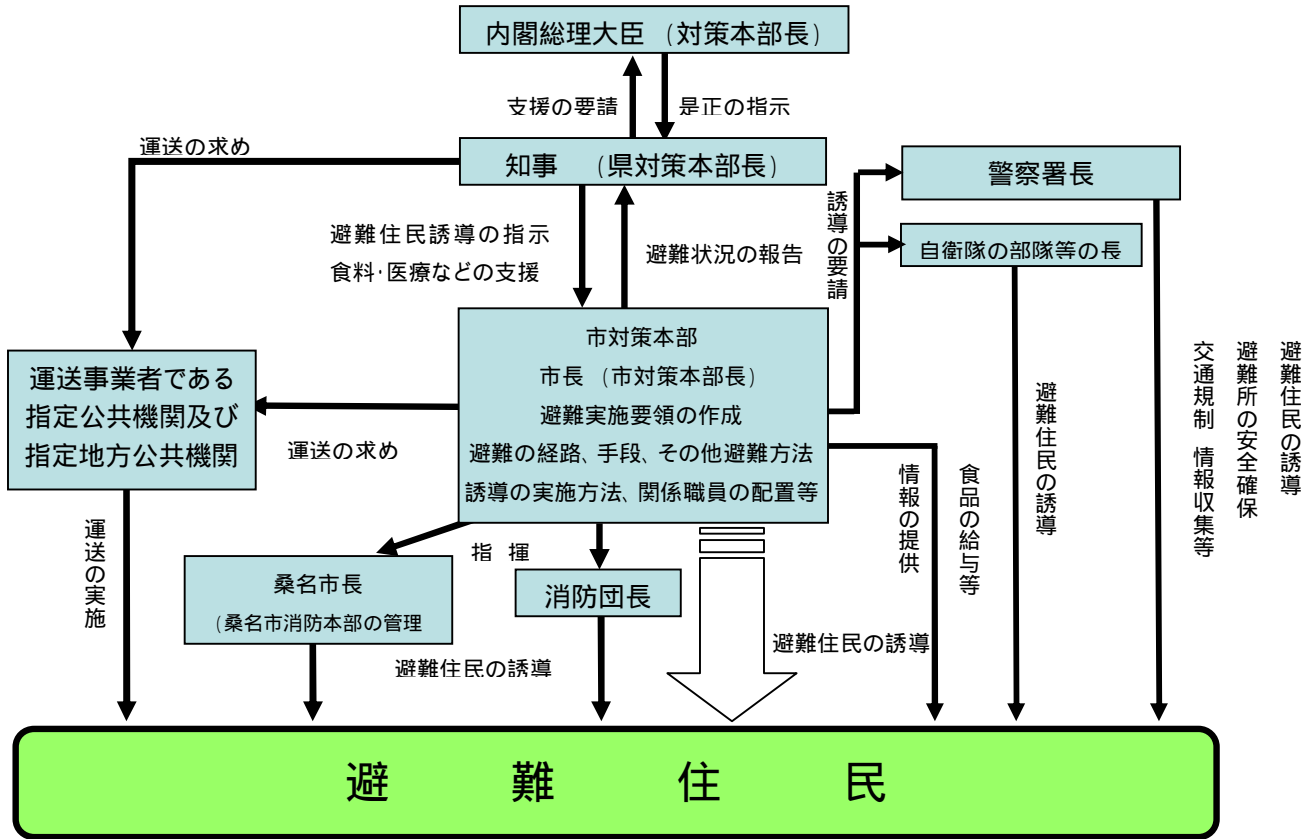 内閣総理大臣 （対策本部長）
支援の要請
是正の指示
運送の求め
知事 （県対策本部長）
警察署長
誘導の要請
自衛隊の部隊等の長
避難住民誘導の指示
食料・医療などの支援
避難状況の報告
市対策本部
市長 （市対策本部長）
避難実施要領の作成
避難の経路、手段、その他避難方法
誘導の実施方法、関係職員の配置等
運送事業者である
指定公共機関及び
指定地方公共機関
運送の求め
避難住民の誘導
避難所の安全確保
交通規制 情報収集等
避難住民の誘導
食品の給与等
情報の提供
運送の実施
指 揮
桑名市長
（桑名市消防本部の管理
消防団長
避難住民の誘導
避難住民の誘導
避 難 住 民